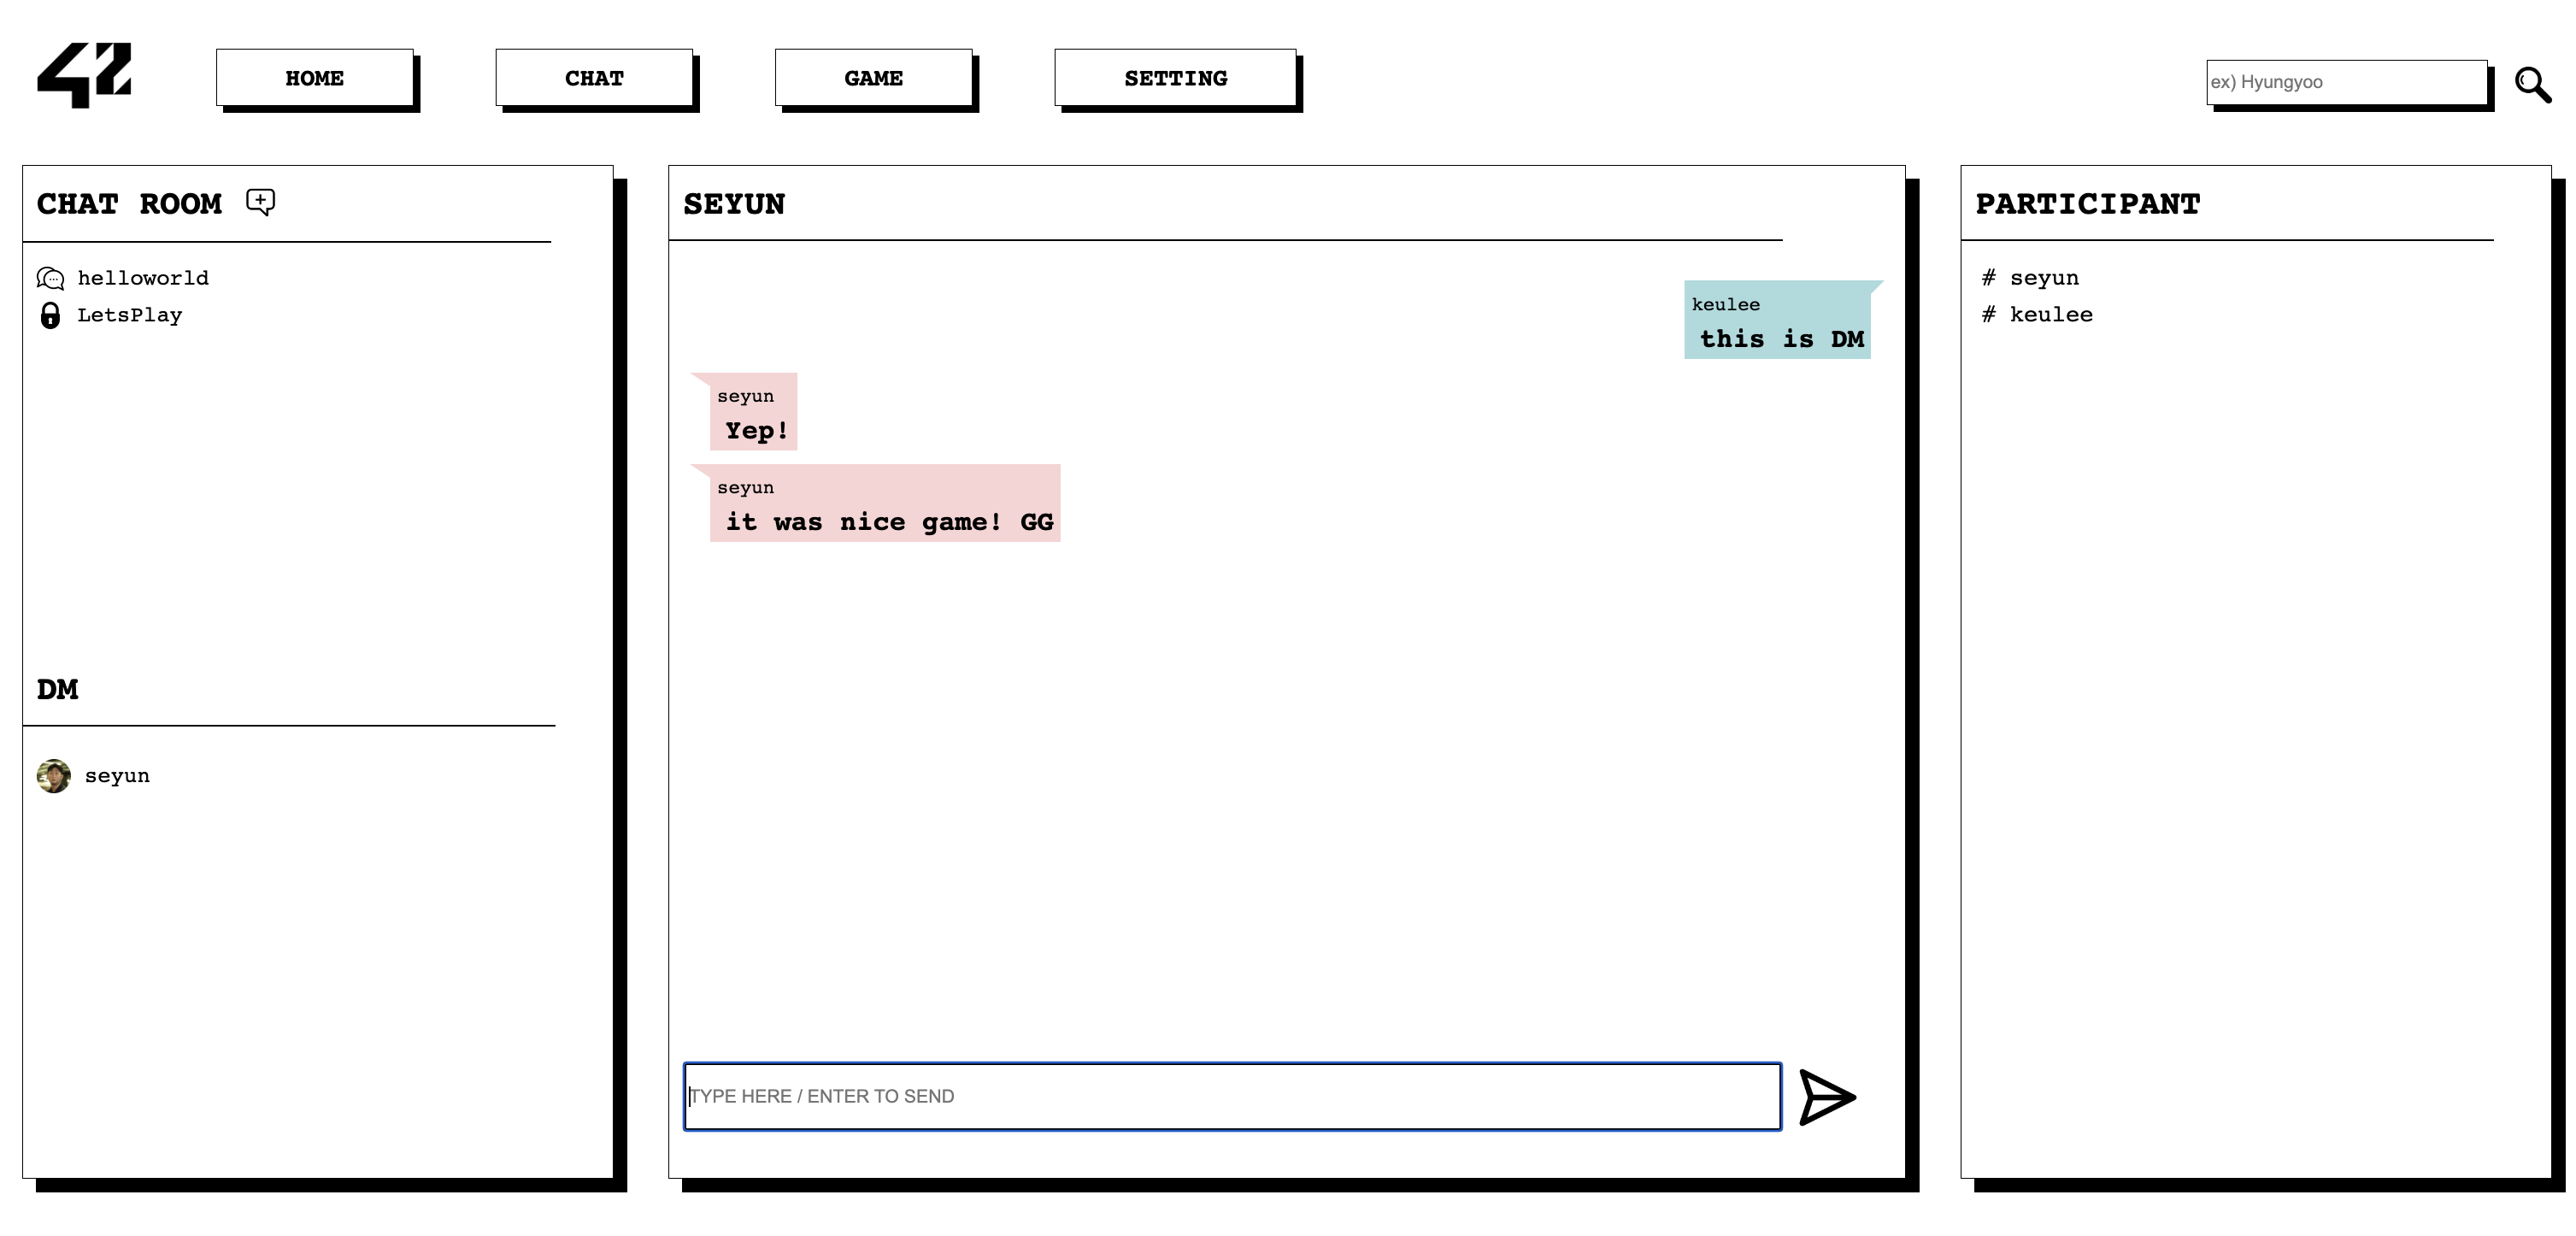 42
HOME
CHAT
GAME
SETTING
ex) Hyungyoo
CHAT ROOM
helloworld
LetsPlay
DM
seyun
SEYUN
keulee
this is DM
seyun
Yep!
seyun
it was nice game! GG
TYPE HERE / ENTER TO SEND
PARTICIPANT
# seyun
# keulee